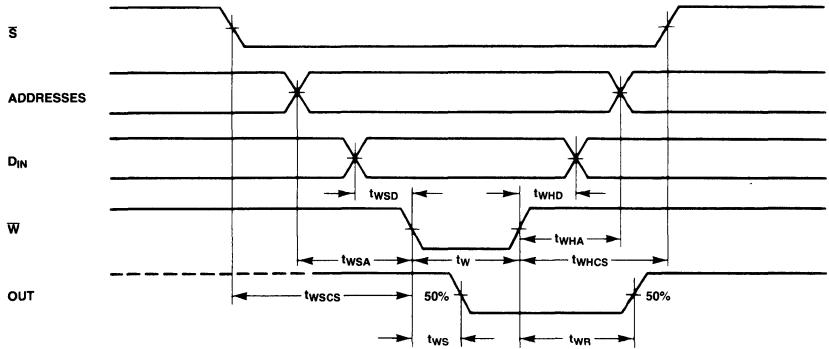 S̅
ADDRESSES
DIN
tWSD
tWHD
W̅
tWHA
tWSA
tW
tWHCS
OUT
tWSCS
50%
50%
tWS
tWR